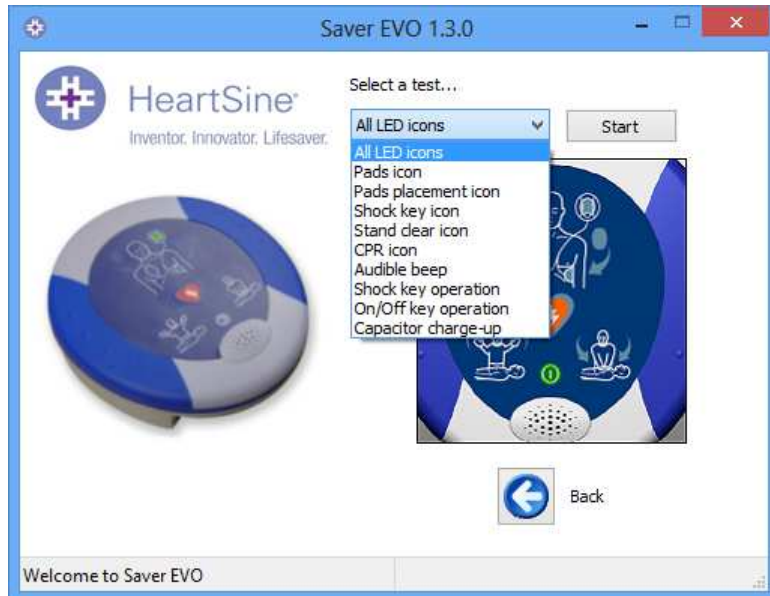 Saver EVO 1.3.0
HeartSine®
Inventor. Innovator. Lifesaver.
Select a test...
All LED icons
Start
All LED icons
Pads icon
Pads placement icon
Shock key icon
Stand clear icon
CPR icon
Audible beep
Shock key operation
On/Off key operation
Capacitor charge-up
Back
Welcome to Saver EVO